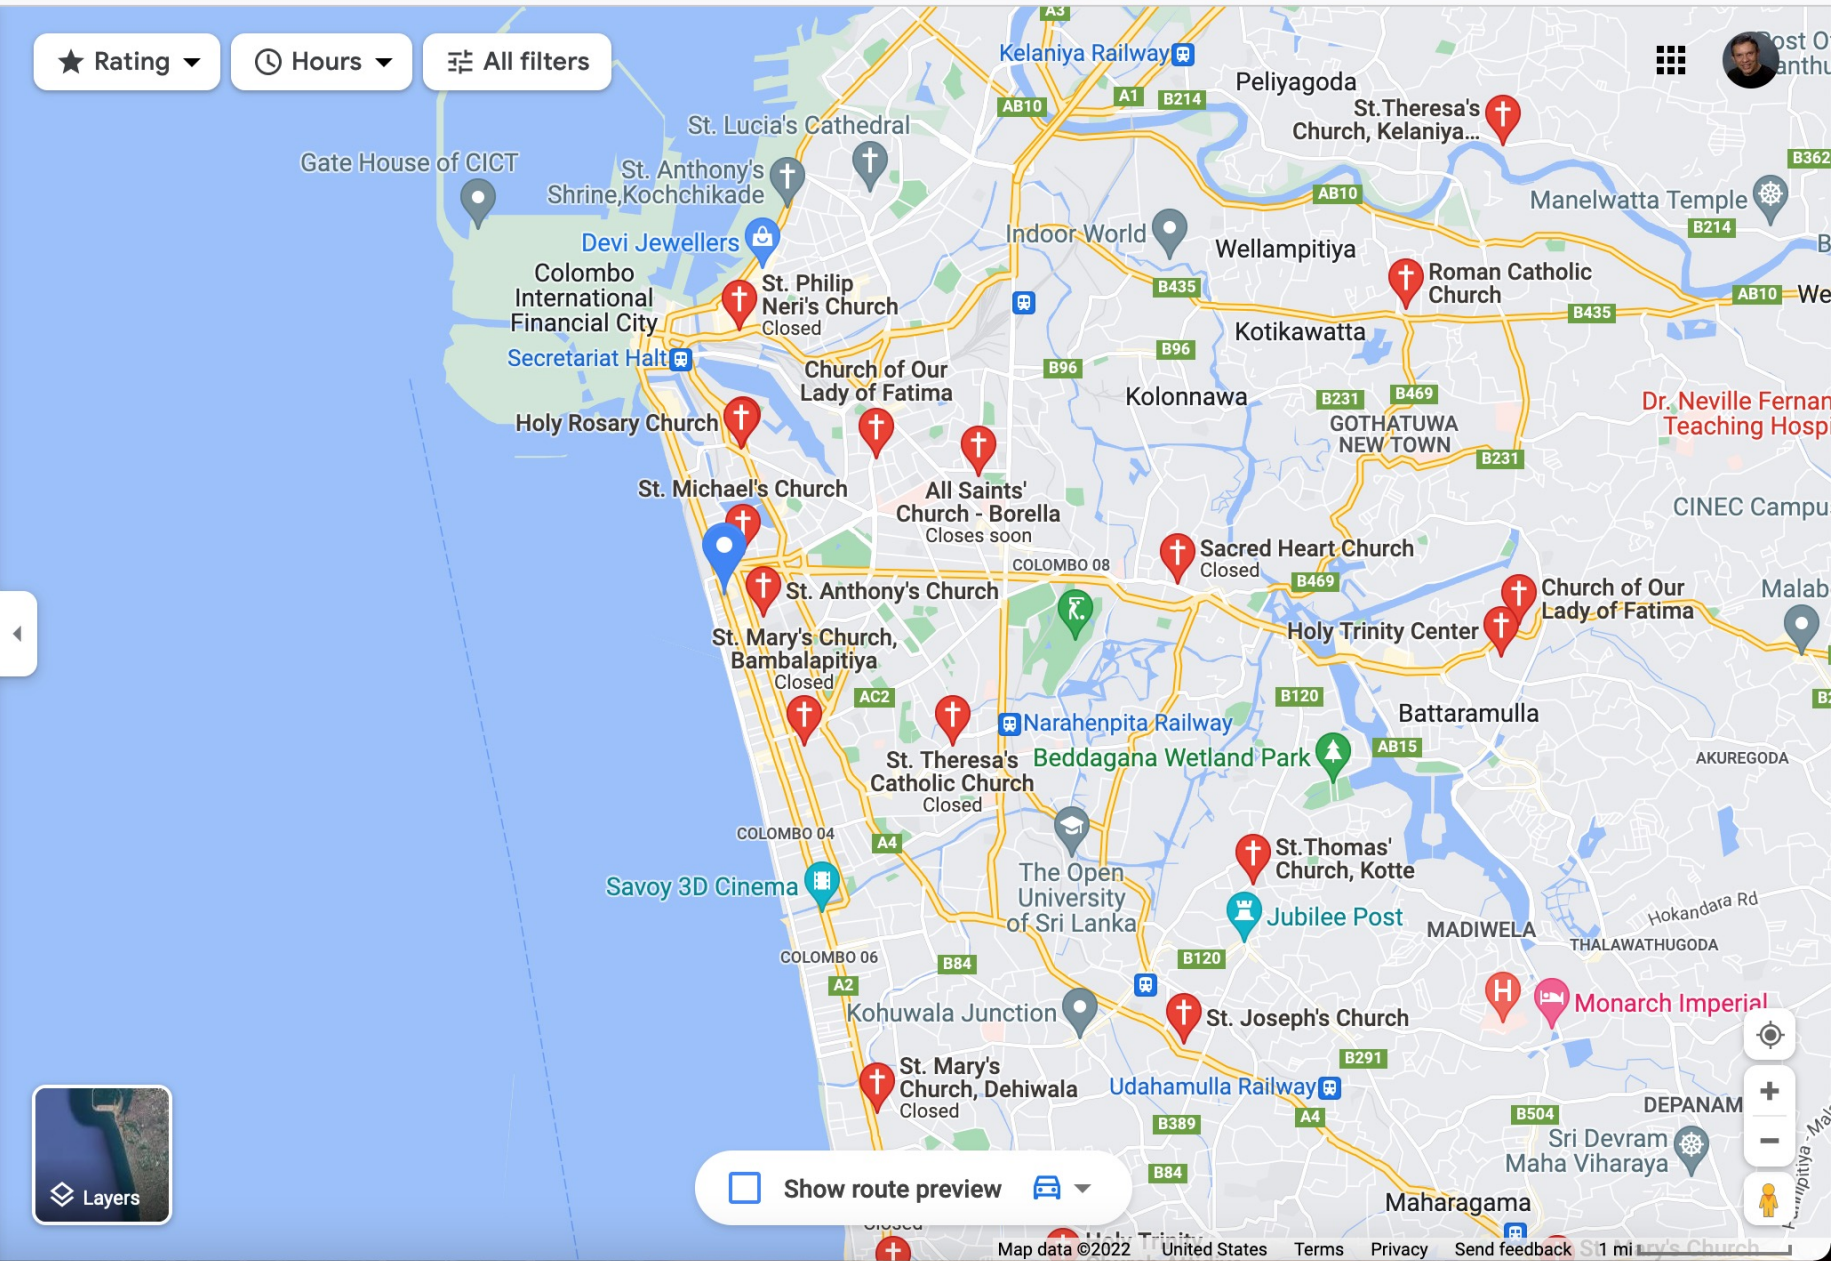 Rating
Hours
All filters
A3
Kelaniya Railway
Peliyagoda
AB10
A1
B214
St.Theresa's
Church, Kelaniya...
B362
St. Lucia's Cathedral
Gate House of CICT
St. Anthony's
Shrine,Kochchikade
AB10
Manelwatta Temple
B214
Indoor World
Wellampitiya
Devi Jewellers
Colombo
International
Financial City
St. Philip
Neri's Church
Closed
B435
Roman Catholic
Church
AB10
We
B435
Kotikawatta
Secretariat Halt
B96
B96
Church of Our
Lady of Fatima
Kolonnawa
B231
B469
GOTHATUWA
NEW TOWN
Dr. Neville Fernan
Teaching Hospi
Holy Rosary Church
B231
St. Michael's Church
All Saints'
Church - Borella
Closes soon
CINEC Campu
COLOMBO 08
Sacred Heart Church
Closed
B469
St. Anthony's Church
Church of Our
Lady of Fatima
Malab
Holy Trinity Center
St. Mary's Church,
Bambalapitiya
Closed
AC2
B120
Battaramulla
Narahenpita Railway
AB15
Beddagana Wetland Park
AKUREGODA
St. Theresa's
Catholic Church
Closed
COLOMBO 04
A4
St.Thomas'
Church, Kotte
The Open
University
of Sri Lanka
Savoy 3D Cinema
Jubilee Post
Hokandara Rd
MADIWELA
THALAWATHUGODA
COLOMBO 06
B84
B120
A2
Kohuwala Junction
St. Joseph's Church
H
Monarch Imperial
B291
St. Mary's
Church, Dehiwala
Closed
Udahamulla Railway
A4
B504
DEPANAM
B389
Sri Devram
Maha Viharaya
B84
Layers
Show route preview
Maharagama
Closed
Holy Trinity
St. Mary's Church
Map data ©2022
United States
Terms
Privacy
Send feedback
1 mi